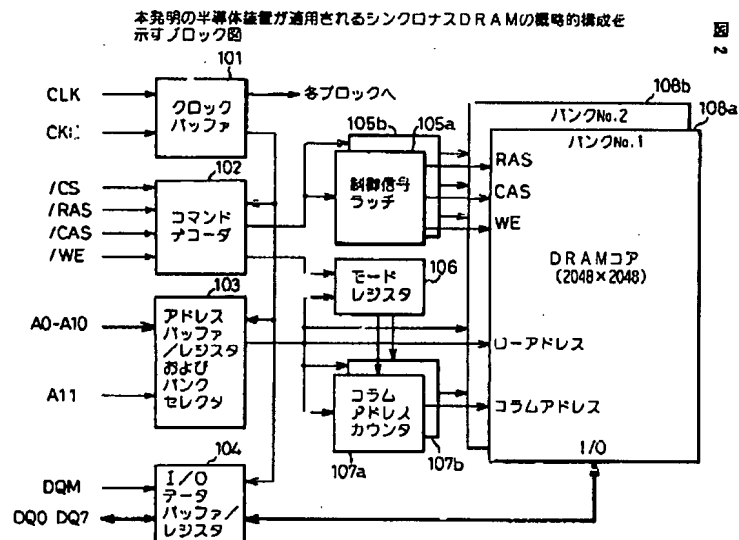 本発明の半導体装置が適用されるシンクロナスDRAMの概略的構成を
示すブロック図
図2
101
CLK
クロック
バッファ
各ブロックへ
108b
108a
バンクNo.2
バンクNo.1
105b
105a
102
/CS
/RAS
/CAS
/WE
コマンド
デコーダ
制御信号
ラッチ
RAS
CAS
WE
DRAMコア
(2048×2048)
106
モード
レジスタ
103
A0-A10
A11
アドレス
バッファ
/レジスタ
および
バンク
セレクタ
ローアドレス
コラム
アドレス
カウンタ
コラムアドレス
107a
107b
I/O
104
DQM
DQ0 DQ7
I/O
データ
バッファ/
レジスタ